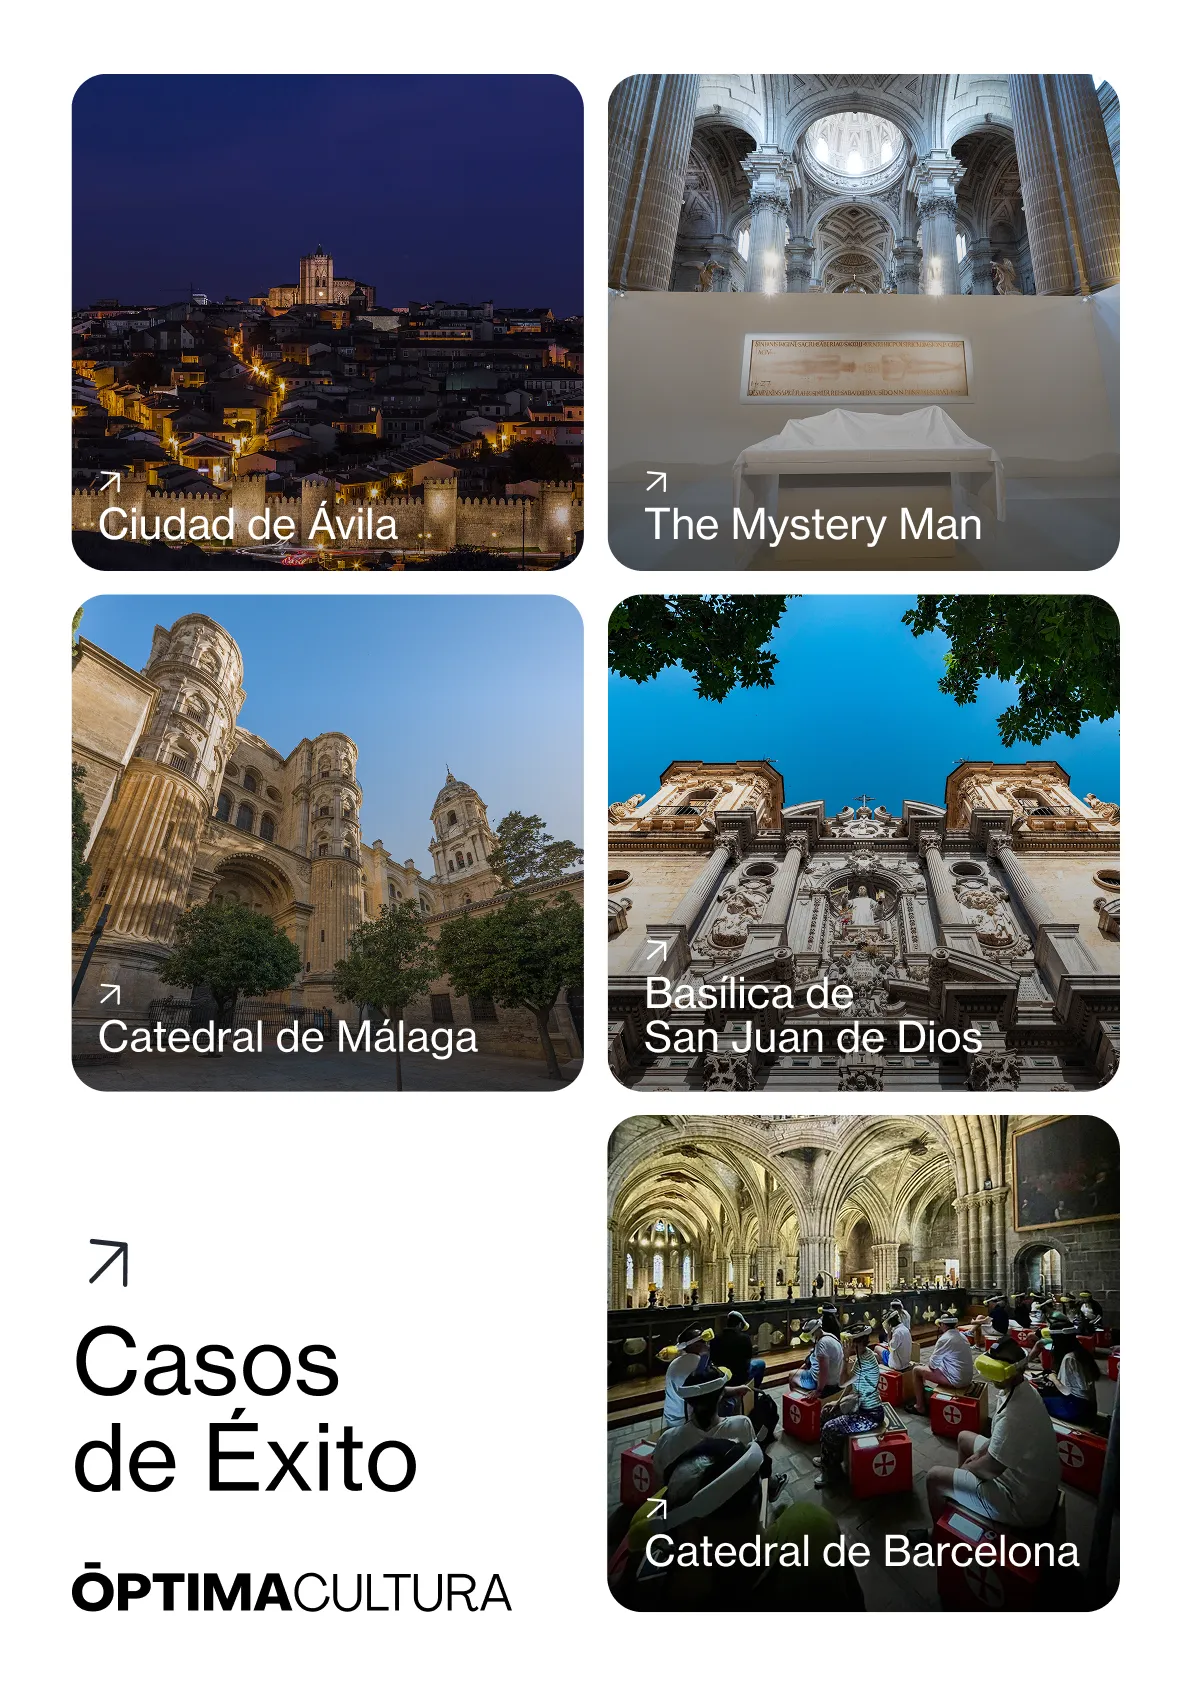 Ciudad de Ávila
The Mystery Man
Catedral de Málaga
Basílica de
San Juan de Dios
Catedral de Barcelona
Casos
de Éxito
ŌPTIMACULTURA